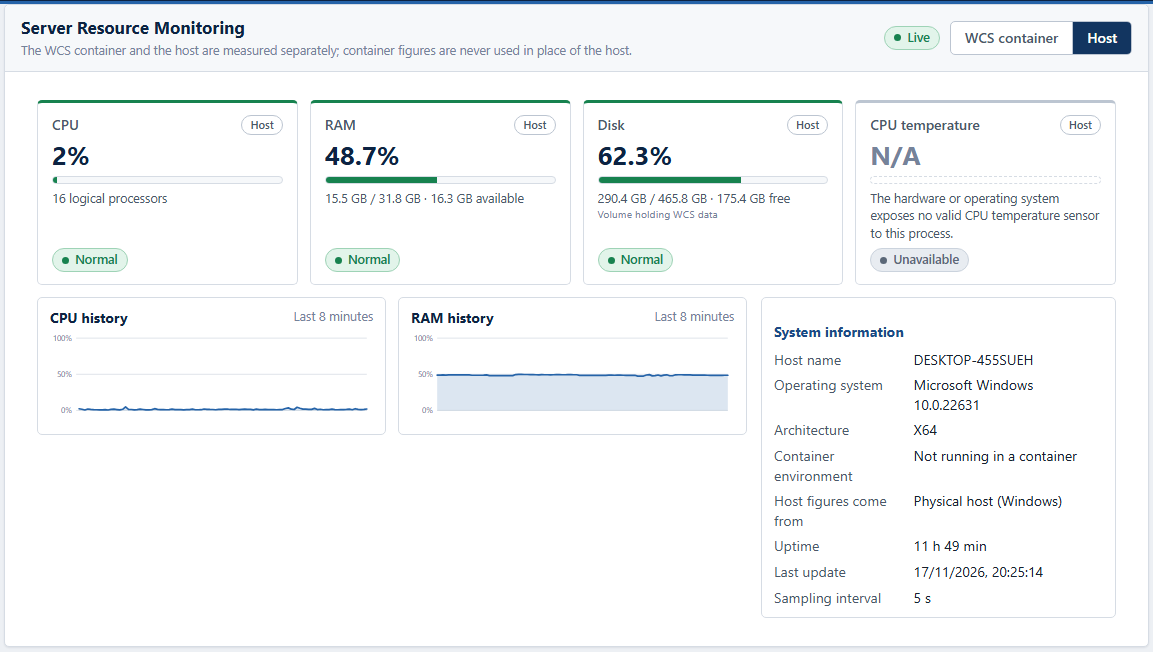 Server Resource Monitoring
The WCS container and the host are measured separately; container figures are never used in place of the host.
Live
WCS container
Host
CPU
Host
2%
16 logical processors
Normal
RAM
Host
48.7%
15.5 GB / 31.8 GB · 16.3 GB available
Normal
Disk
Host
62.3%
290.4 GB / 465.8 GB · 175.4 GB free
Volume holding WCS data
Normal
CPU temperature
Host
N/A
The hardware or operating system
exposes no valid CPU temperature sensor
to this process.
Unavailable
CPU history
Last 8 minutes
100%
50%
0%
RAM history
Last 8 minutes
100%
50%
0%
System information
Host name DESKTOP-455SUEH
Operating system Microsoft Windows
10.0.22631
Architecture X64
Container Not running in a container
environment
Host figures come Physical host (Windows)
from
Uptime 11 h 49 min
Last update 17/11/2026, 20:25:14
Sampling interval 5 s